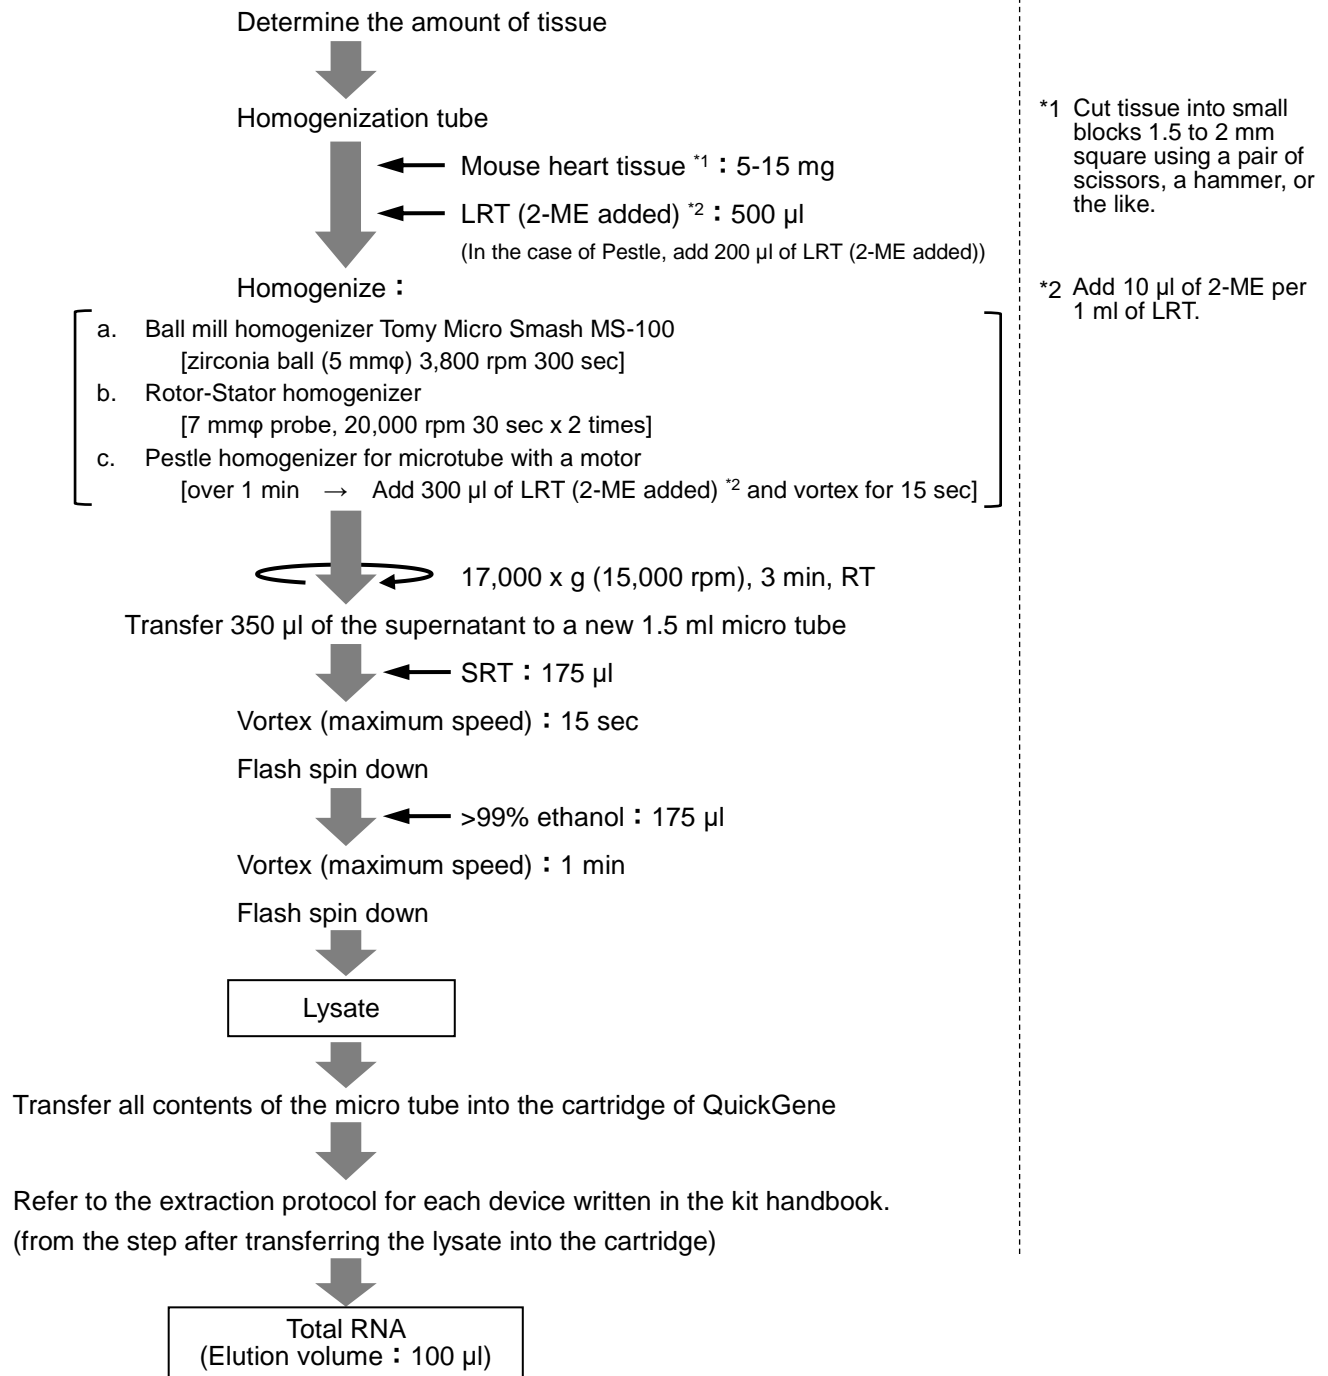 Determine the amount of tissue
Homogenization tube
Mouse heart tissue *1：5-15 mg
LRT (2-ME added) *2：500 µl
(In the case of Pestle, add 200 µl of LRT (2-ME added))
Homogenize：
a. Ball mill homogenizer Tomy Micro Smash MS-100
[zirconia ball (5 mmφ) 3,800 rpm 300 sec]
b. Rotor-Stator homogenizer
[7 mmφ probe, 20,000 rpm 30 sec x 2 times]
c. Pestle homogenizer for microtube with a motor
[over 1 min → Add 300 µl of LRT (2-ME added) *2 and vortex for 15 sec]
17,000 x g (15,000 rpm), 3 min, RT
Transfer 350 µl of the supernatant to a new 1.5 ml micro tube
SRT：175 µl
Vortex (maximum speed)：15 sec
Flash spin down
>99% ethanol：175 µl
Vortex (maximum speed)：1 min
Flash spin down
Lysate
Transfer all contents of the micro tube into the cartridge of QuickGene
Refer to the extraction protocol for each device written in the kit handbook.
(from the step after transferring the lysate into the cartridge)
Total RNA
(Elution volume：100 µl)
*1 Cut tissue into small
blocks 1.5 to 2 mm
square using a pair of
scissors, a hammer, or
the like.
*2 Add 10 µl of 2-ME per
1 ml of LRT.